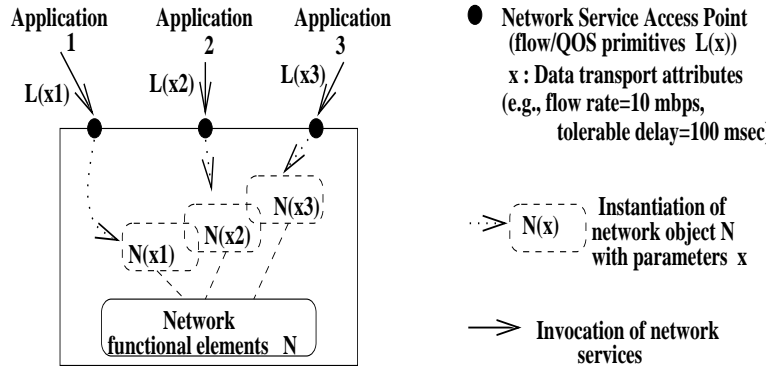 Application
1
Application
2
Application
3
L(x1)
L(x2)
L(x3)
N(x3)
N(x2)
N(x1)
Network
functional elements N
Network Service Access Point
(flow/QOS primitives L(x))
x : Data transport attributes
(e.g., flow rate=10 mbps,
tolerable delay=100 msec)
N(x)
Instantiation of
network object N
with parameters x
Invocation of network
services